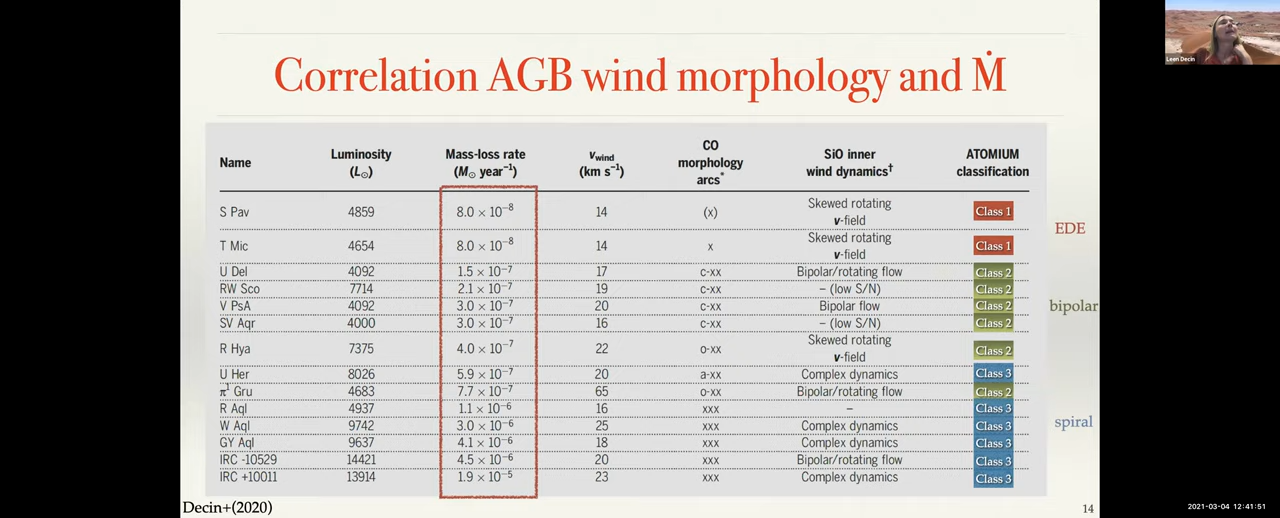 Leen Decin
Correlation AGB wind morphology and Ṁ
Name Luminosity (L☉) Mass-loss rate (M☉ year⁻¹) v_wind (km s⁻¹) CO morphology arcs* SiO inner wind dynamics† ATOMIUM classification
S Pav 4859 8.0 × 10⁻⁸ 14 (x) Skewed rotating v-field Class 1
EDE
T Mic 4654 8.0 × 10⁻⁸ 14 x Skewed rotating v-field Class 1
U Del 4092 1.5 × 10⁻⁷ 17 c-xx Bipolar/rotating flow Class 2
RW Sco 7714 2.1 × 10⁻⁷ 19 c-xx – (low S/N) Class 2
V PsA 4092 3.0 × 10⁻⁷ 20 c-xx Bipolar flow Class 2
bipolar
SV Aqr 4000 3.0 × 10⁻⁷ 16 c-xx – (low S/N) Class 2
R Hya 7375 4.0 × 10⁻⁷ 22 o-xx Skewed rotating v-field Class 2
U Her 8026 5.9 × 10⁻⁷ 20 a-xx Complex dynamics Class 3
π¹ Gru 4683 7.7 × 10⁻⁷ 65 o-xx Bipolar/rotating flow Class 2
R Aql 4937 1.1 × 10⁻⁶ 16 xxx – Class 3
W Aql 9742 3.0 × 10⁻⁶ 25 xxx Complex dynamics Class 3
spiral
GY Aql 9637 4.1 × 10⁻⁶ 18 xxx Complex dynamics Class 3
IRC -10529 14421 4.5 × 10⁻⁶ 20 xxx Bipolar/rotating flow Class 3
IRC +10011 13914 1.9 × 10⁻⁵ 23 xxx Complex dynamics Class 3
Decin+(2020)
14
2021-03-04 12:41:51